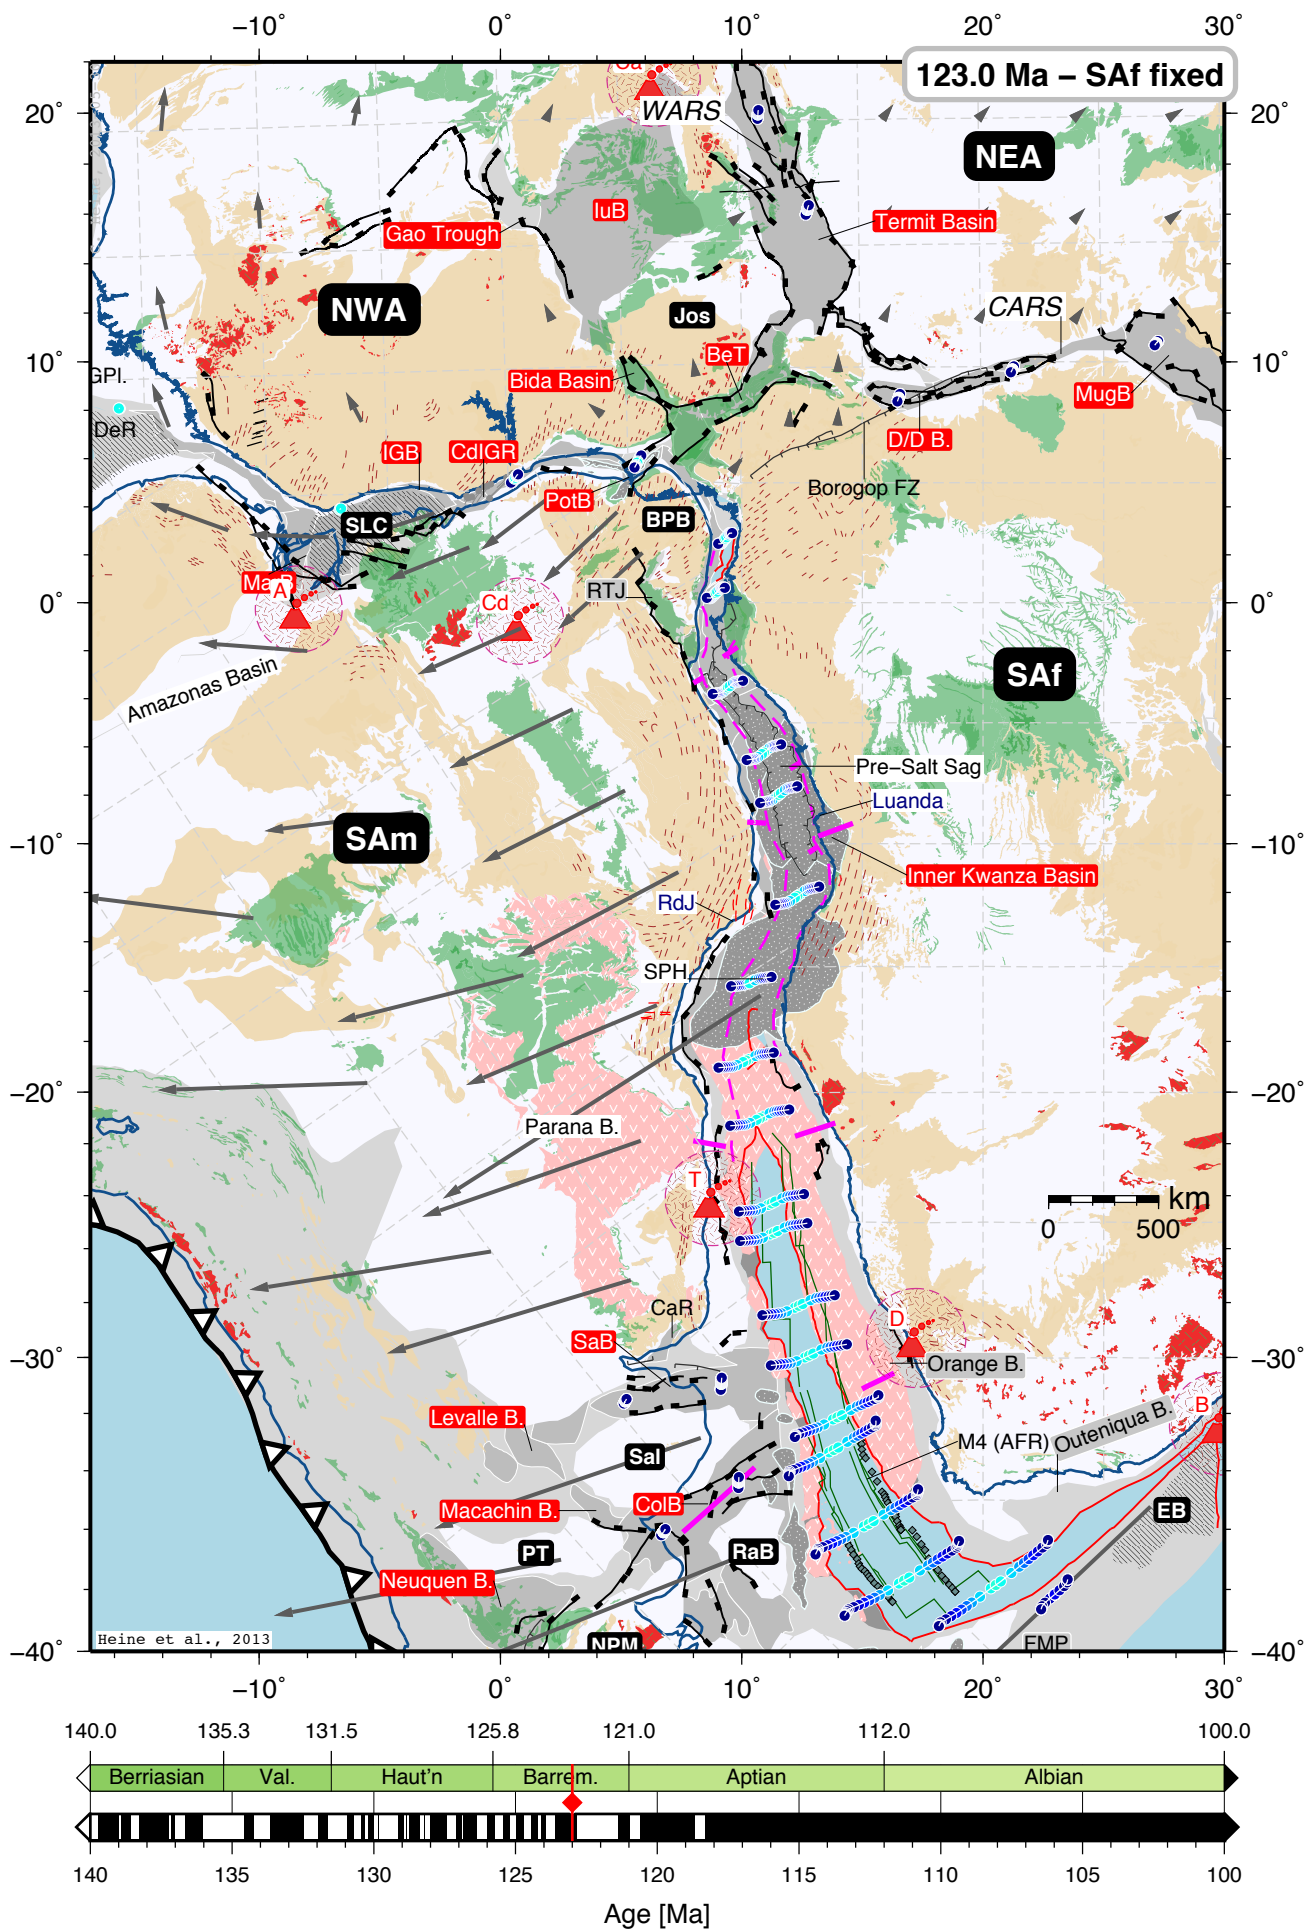 −10° 0° 10° 20° 30°
123.0 Ma – SAf fixed
20° 20°
WARS
NEA
IuB
Gao Trough
Termit Basin
NWA
Jos
CARS
BeT
10° 10°
GPl.
Bida Basin
MugB
DeR
IGB
CdIGR
D/D B.
PotB
Borogop FZ
SLC
BPB
A
RTJ
Cd
0° 0°
Amazonas Basin
SAf
Pre–Salt Sag
Luanda
SAm
−10° −10°
Inner Kwanza Basin
RdJ
SPH
−20° −20°
Parana B.
T
km
0 500
CaR
D
SaB
−30° −30°
Orange B.
Levalle B.
B
M4 (AFR)
Outeniqua B.
Sal
Macachin B.
ColB
EB
PT
RaB
Neuquen B.
Heine et al., 2013
NPM
FMP
−40° −40°
−10° 0° 10° 20° 30°
140.0 135.3 131.5 125.8 121.0 112.0 100.0
Berriasian Val. Haut'n Barrem. Aptian Albian
140 135 130 125 120 115 110 105 100
Age [Ma]